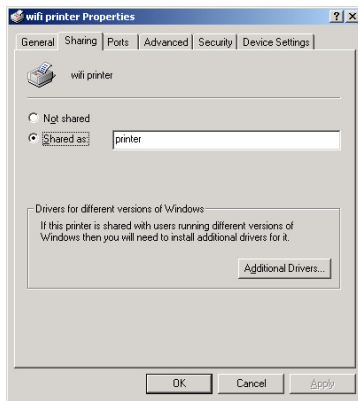 wifi printer Properties
General Sharing Ports Advanced Security Device Settings
wifi printer
Not shared
Shared as: printer
Drivers for different versions of Windows
If this printer is shared with users running different versions of
Windows then you will need to install additional drivers for it.
Additional Drivers...
OK Cancel Apply